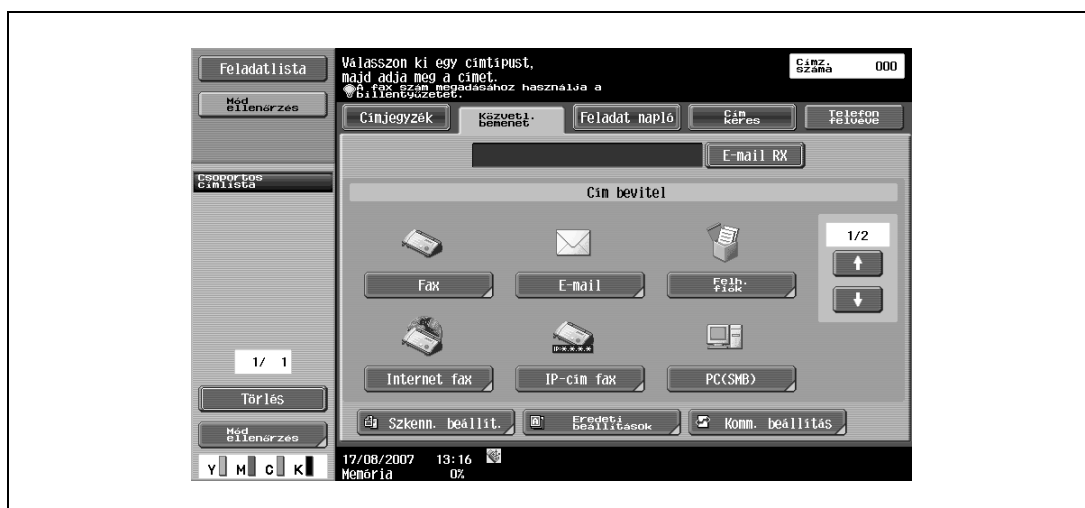 Feladatlista
Mód
ellenőrzés
Csoportos
Címlista
1/ 1
Törlés
Mód
ellenőrzés
Y M C K
Válasszon ki egy címtípust,
majd adja meg a címet.
A fax szám megadásához használja a
billentyűzetet.
Címz.
száma 000
Címjegyzék
Közvetl.
bemenet
Feladat napló
Cím
keres
Telefon
felvéve
E-mail RX
Cím bevitel
Fax
E-mail
Felh.
fiók
1/2
Internet fax
IP-cím fax
PC(SMB)
Szkenn. beállít.
Eredeti
beállítások
Komm. beállítás
17/08/2007 13:16
Memória 0%